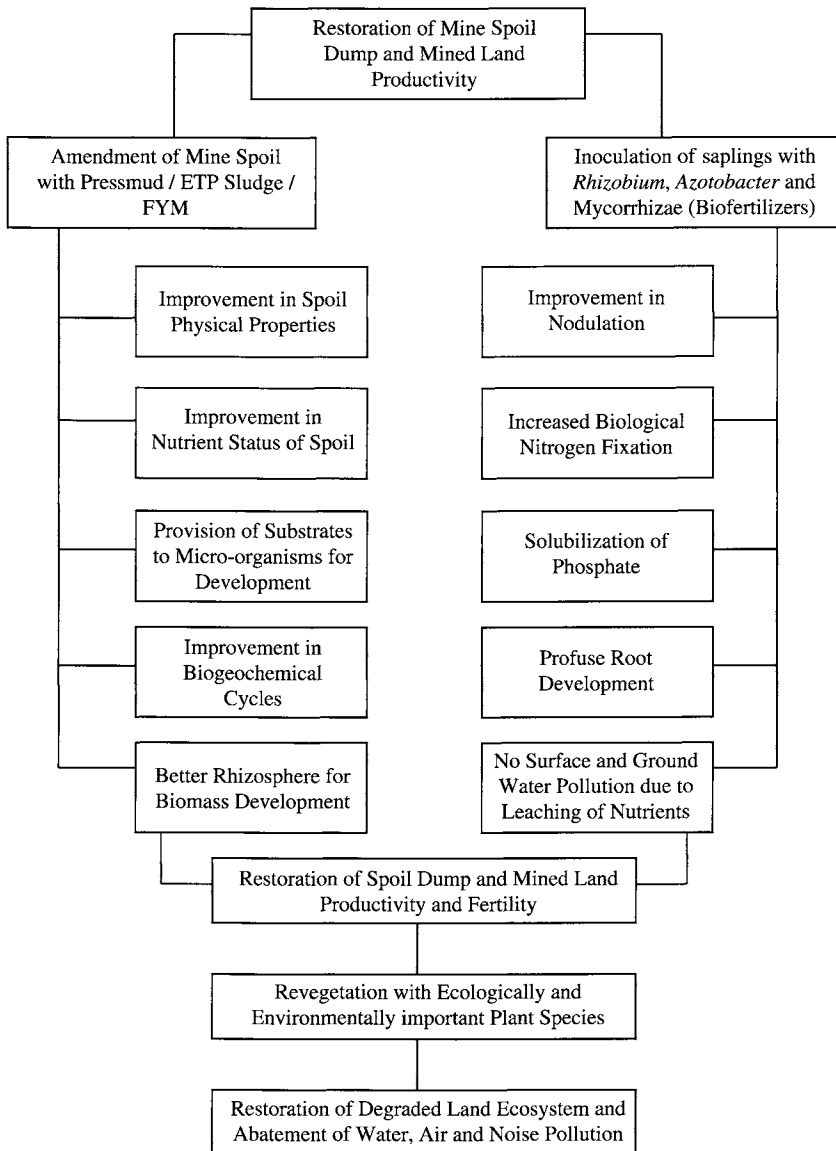 Restoration of Mine Spoil
Dump and Mined Land
Productivity
Amendment of Mine Spoil
with Pressmud / ETP Sludge /
FYM
Inoculation of saplings with
Rhizobium, Azotobacter and
Mycorrhizae (Biofertilizers)
Improvement in Spoil
Physical Properties
Improvement in
Nodulation
Improvement in
Nutrient Status of Spoil
Increased Biological
Nitrogen Fixation
Provision of Substrates
to Micro-organisms for
Development
Solubilization of
Phosphate
Improvement in
Biogeochemical
Cycles
Profuse Root
Development
Better Rhizosphere for
Biomass Development
No Surface and Ground
Water Pollution due to
Leaching of Nutrients
Restoration of Spoil Dump and Mined Land
Productivity and Fertility
Revegetation with Ecologically and
Environmentally important Plant Species
Restoration of Degraded Land Ecosystem and
Abatement of Water, Air and Noise Pollution